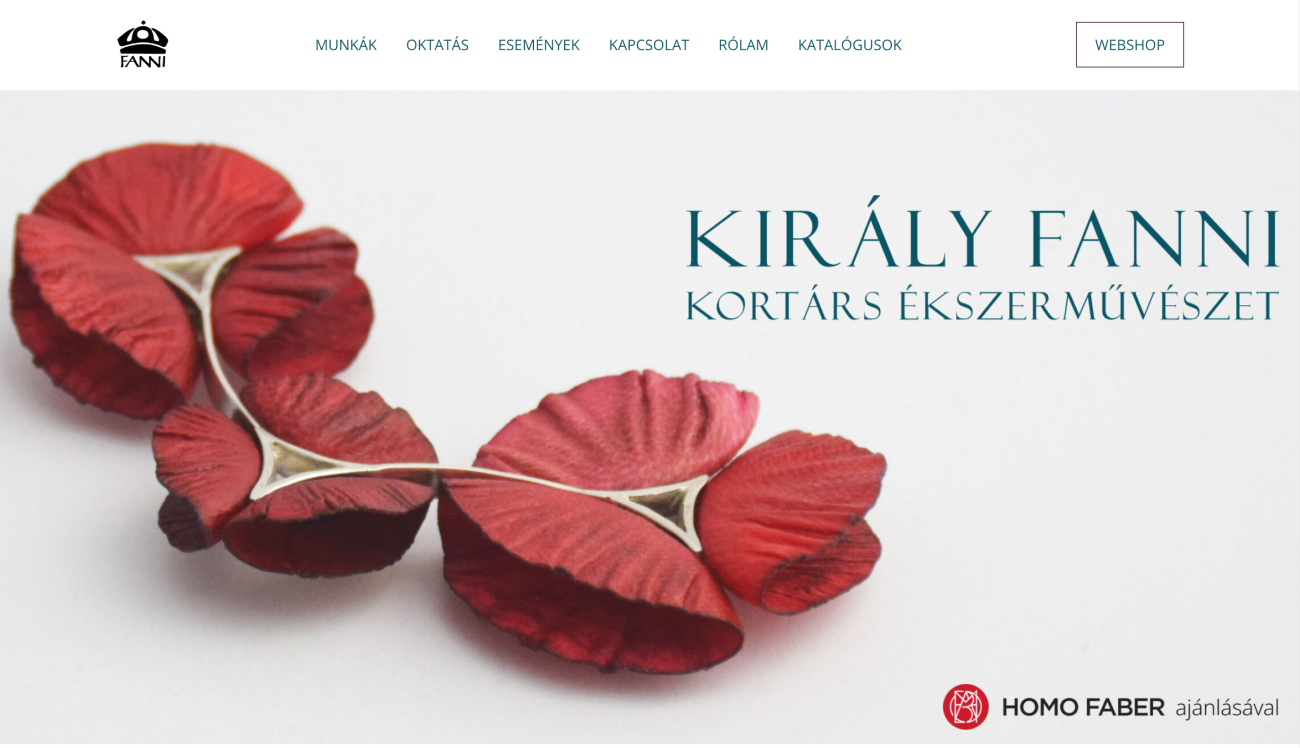 FANNI
MUNKÁK OKTATÁS ESEMÉNYEK KAPCSOLAT RÓLAM KATALÓGUSOK
WEBSHOP
KIRÁLY FANNI
KORTÁRS ÉKSZERMŰVÉSZET
HOMO FABER ajánlásával